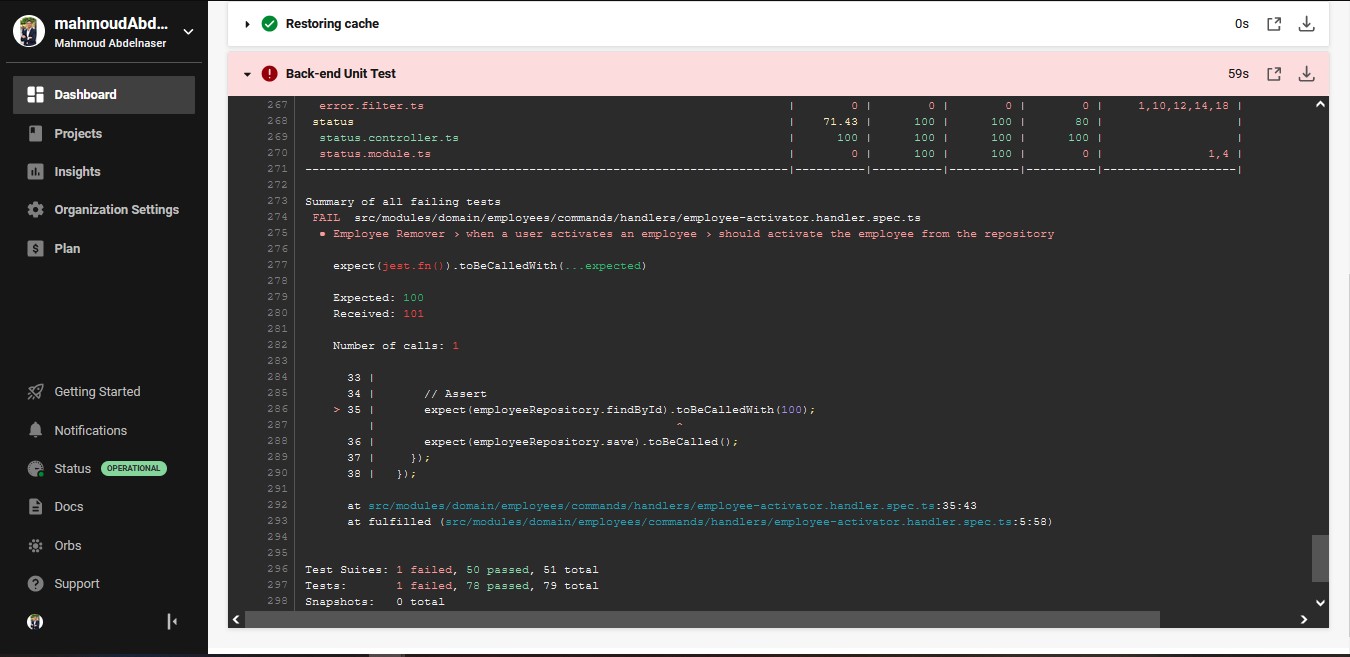 mahmoudAbd...
Mahmoud Abdelnaser
Dashboard
Projects
Insights
Organization Settings
Plan
Getting Started
Notifications
Status OPERATIONAL
Docs
Orbs
Support
Restoring cache 0s
Back-end Unit Test 59s
267 error.filter.ts | 0 | 0 | 0 | 0 | 1,10,12,14,18 |
268 status | 71.43 | 100 | 100 | 80 | |
269 status.controller.ts | 100 | 100 | 100 | 100 | |
270 status.module.ts | 0 | 100 | 100 | 0 | 1,4 |
271 ---------------------------------------------------------------------|----------|----------|----------|----------|-------------------|
272
273 Summary of all failing tests
274 FAIL src/modules/domain/employees/commands/handlers/employee-activator.handler.spec.ts
275 ● Employee Remover › when a user activates an employee › should activate the employee from the repository
276
277 expect(jest.fn()).toBeCalledWith(...expected)
278
279 Expected: 100
280 Received: 101
281
282 Number of calls: 1
283
284 33 |
285 34 | // Assert
286 > 35 | expect(employeeRepository.findById).toBeCalledWith(100);
287 | ^
288 36 | expect(employeeRepository.save).toBeCalled();
289 37 | });
290 38 | });
291
292 at src/modules/domain/employees/commands/handlers/employee-activator.handler.spec.ts:35:43
293 at fulfilled (src/modules/domain/employees/commands/handlers/employee-activator.handler.spec.ts:5:58)
294
295
296 Test Suites: 1 failed, 50 passed, 51 total
297 Tests: 1 failed, 78 passed, 79 total
298 Snapshots: 0 total